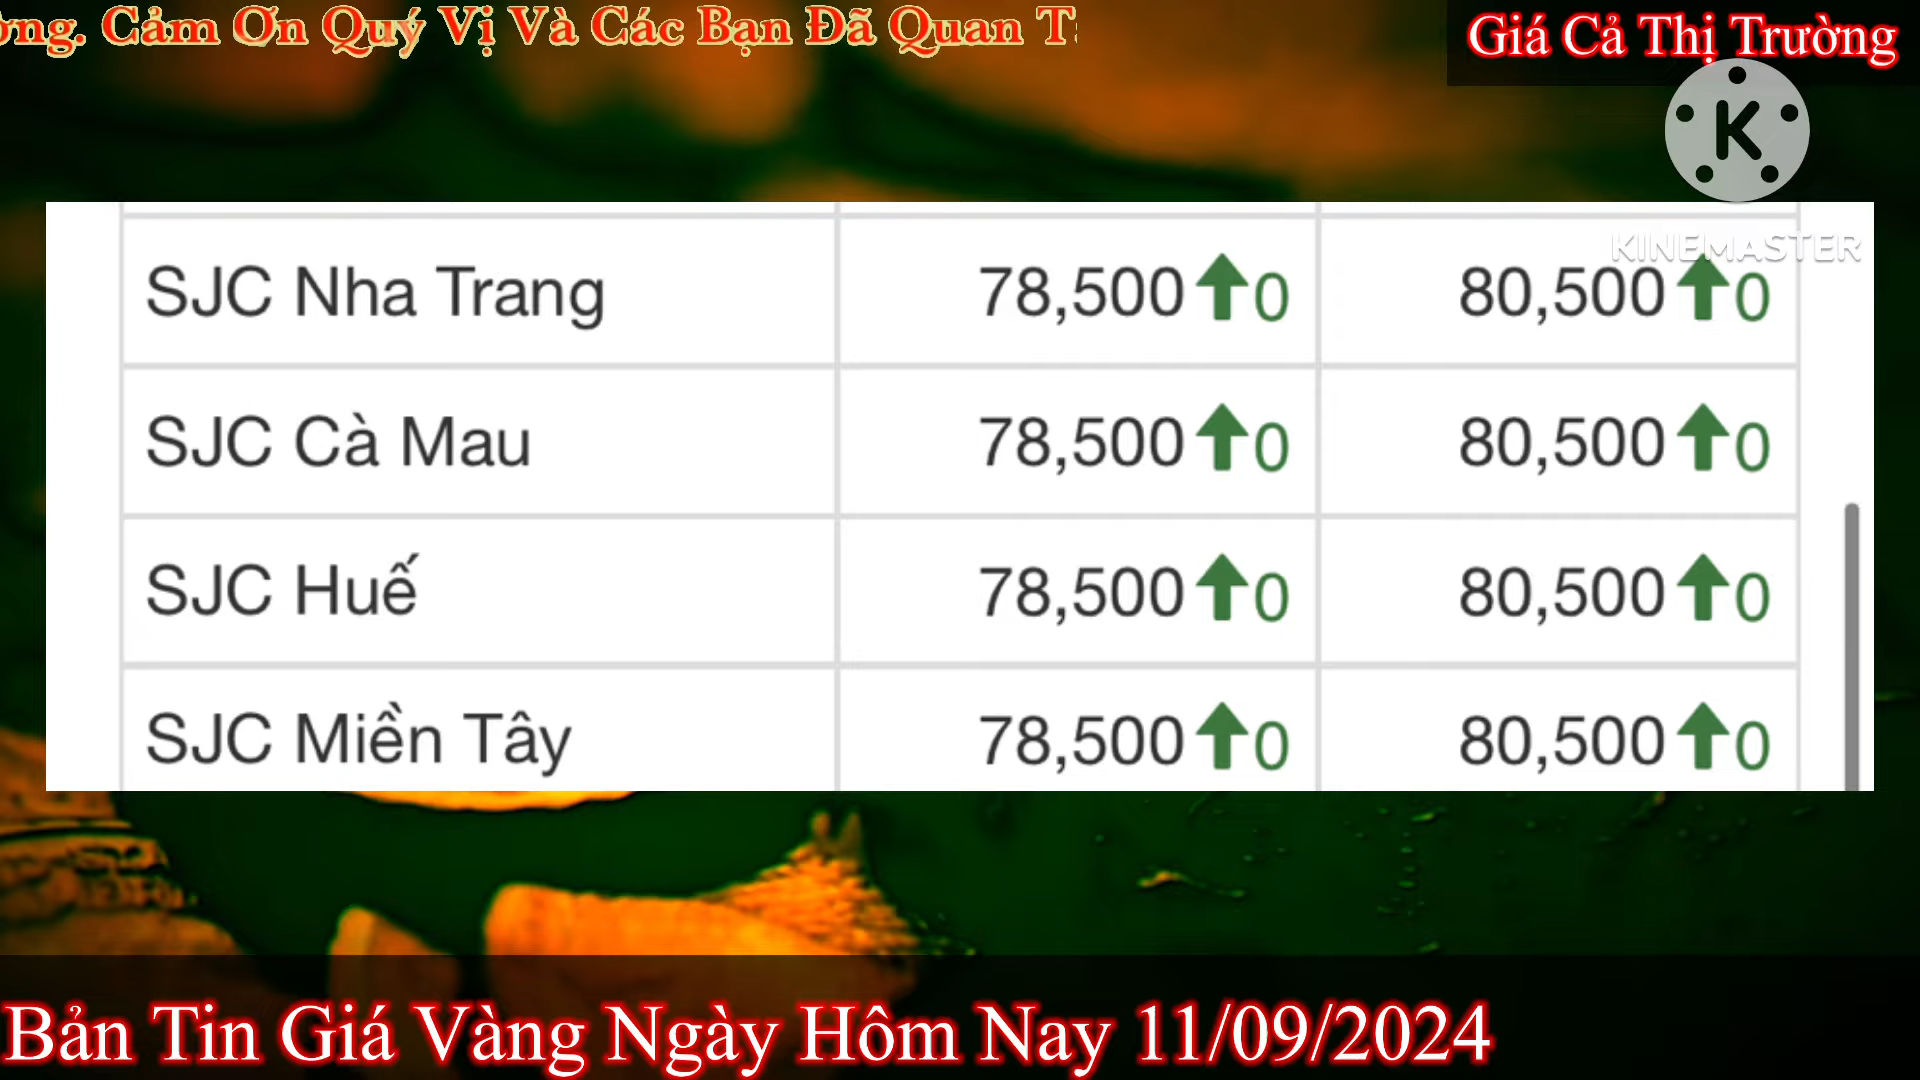 ng. Cảm Ơn Quý Vị Và Các Bạn Đã Quan T
Giá Cả Thị Trường
K
KINEMASTER
SJC Nha Trang 78,500 0 80,500 0
SJC Cà Mau 78,500 0 80,500 0
SJC Huế 78,500 0 80,500 0
SJC Miền Tây 78,500 0 80,500 0
Bản Tin Giá Vàng Ngày Hôm Nay 11/09/2024